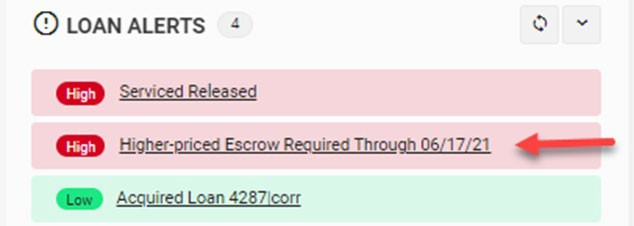 LOAN ALERTS 4
High Serviced Released
High Higher-priced Escrow Required Through 06/17/21
Low Acquired Loan 4287|corr